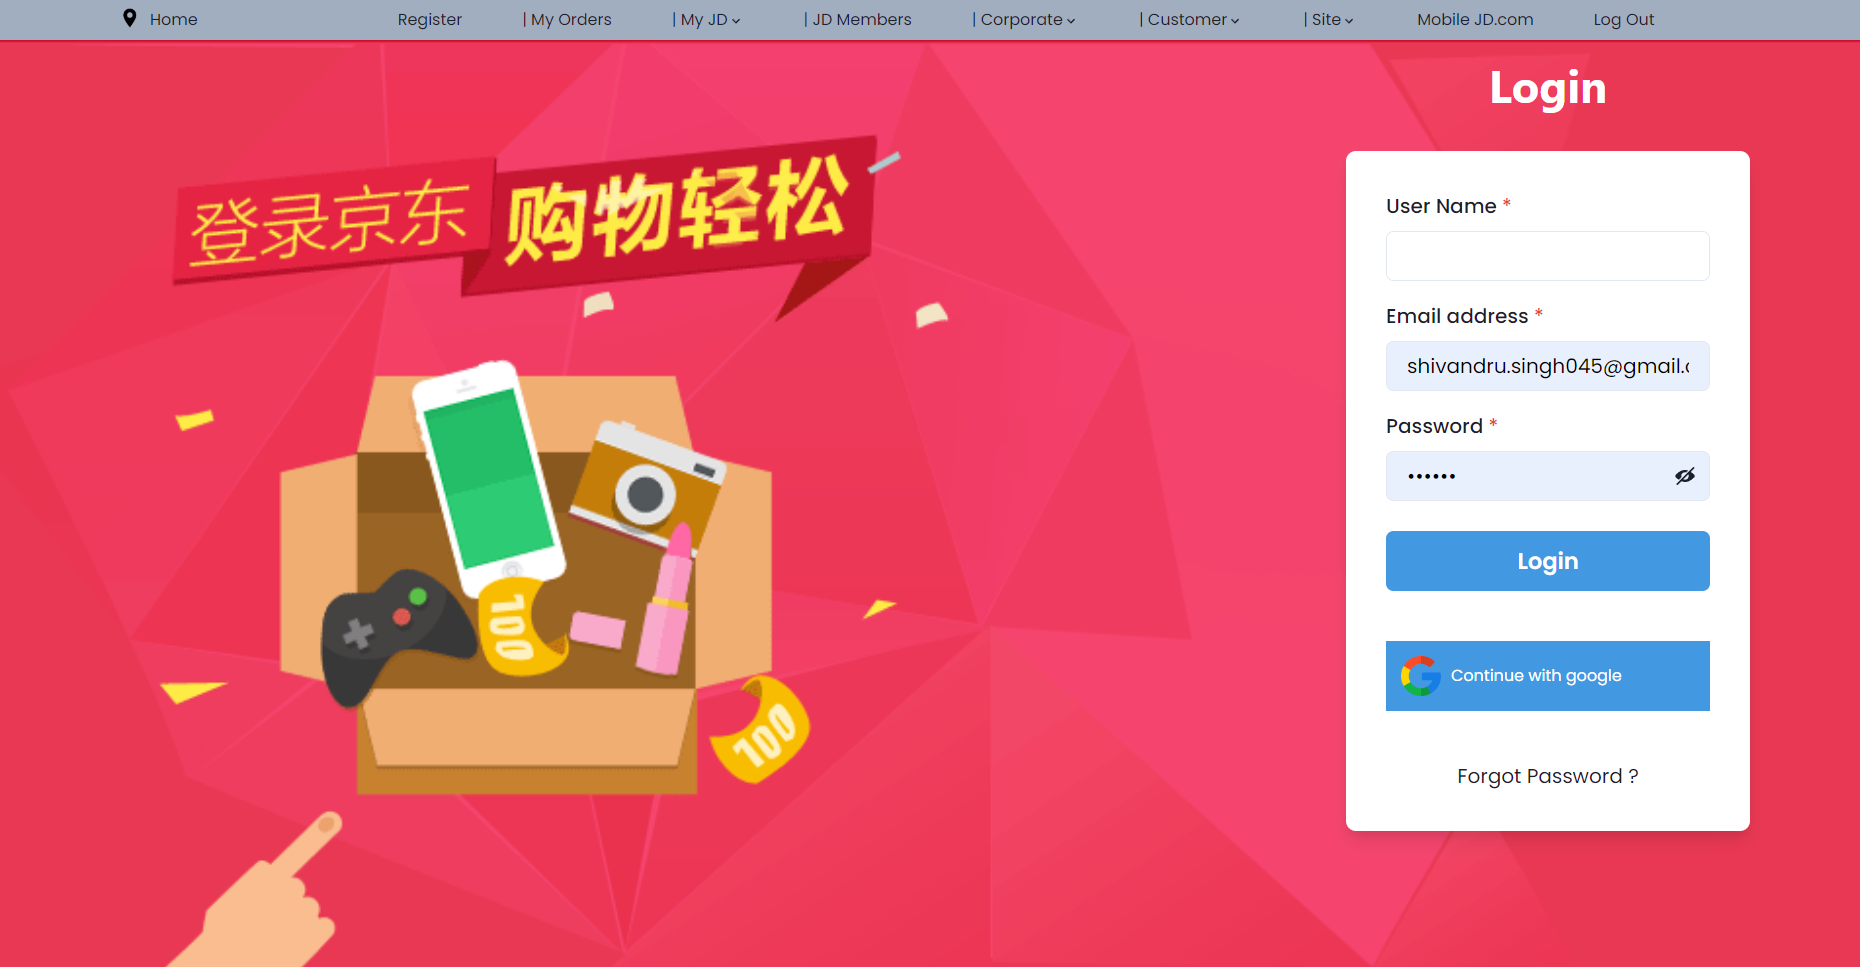 Home Register | My Orders | My JD | JD Members | Corporate | Customer | Site Mobile JD.com Log Out
登录京东 购物轻松
100
100
Login
User Name *
Email address *
shivandru.singh045@gmail.c
Password *
••••••
Login
Continue with google
Forgot Password ?